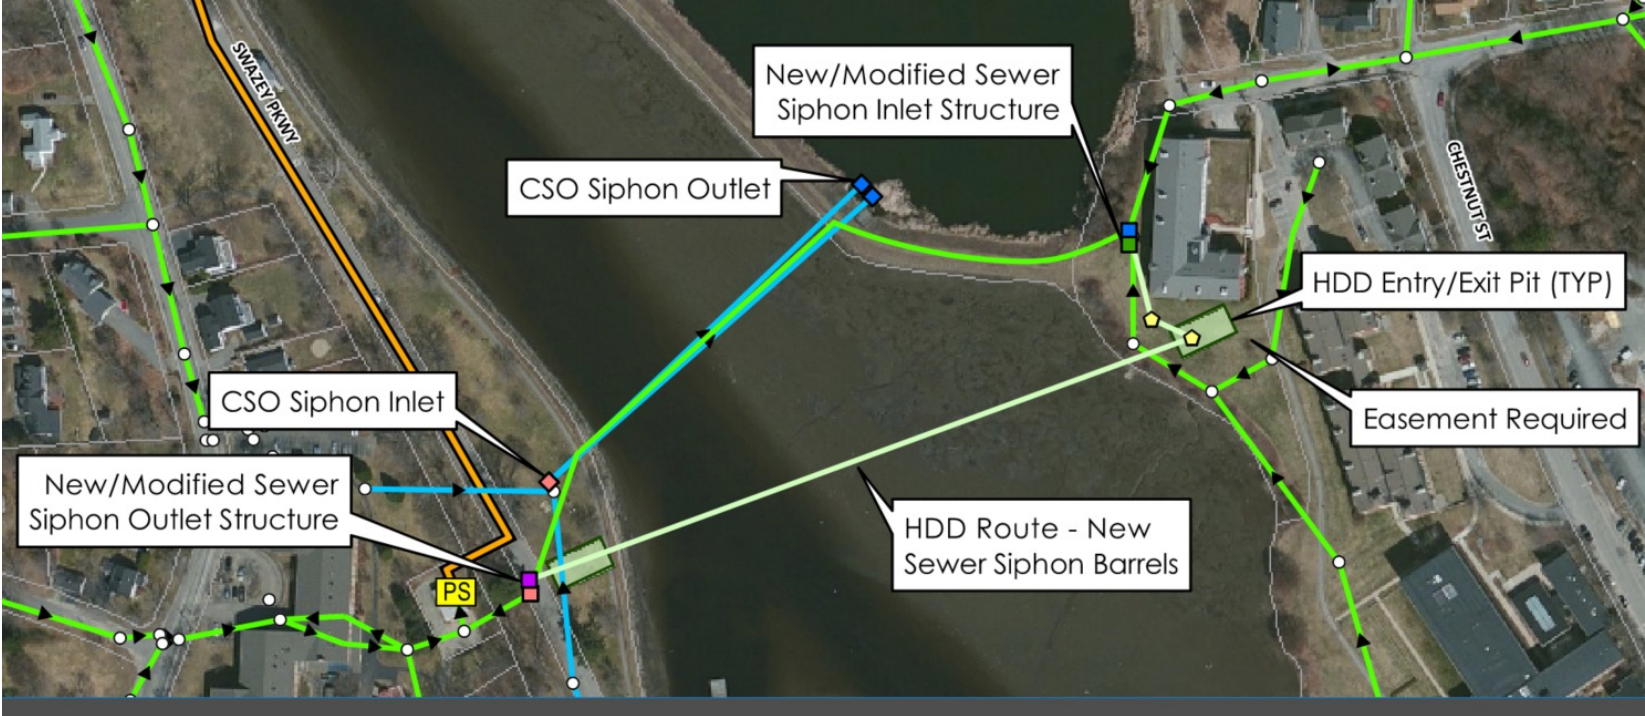 SWAZEY PKWY
New/Modified Sewer
Siphon Inlet Structure
CSO Siphon Outlet
CHESTNUT ST
HDD Entry/Exit Pit (TYP)
CSO Siphon Inlet
Easement Required
New/Modified Sewer
Siphon Outlet Structure
HDD Route - New
Sewer Siphon Barrels
PS